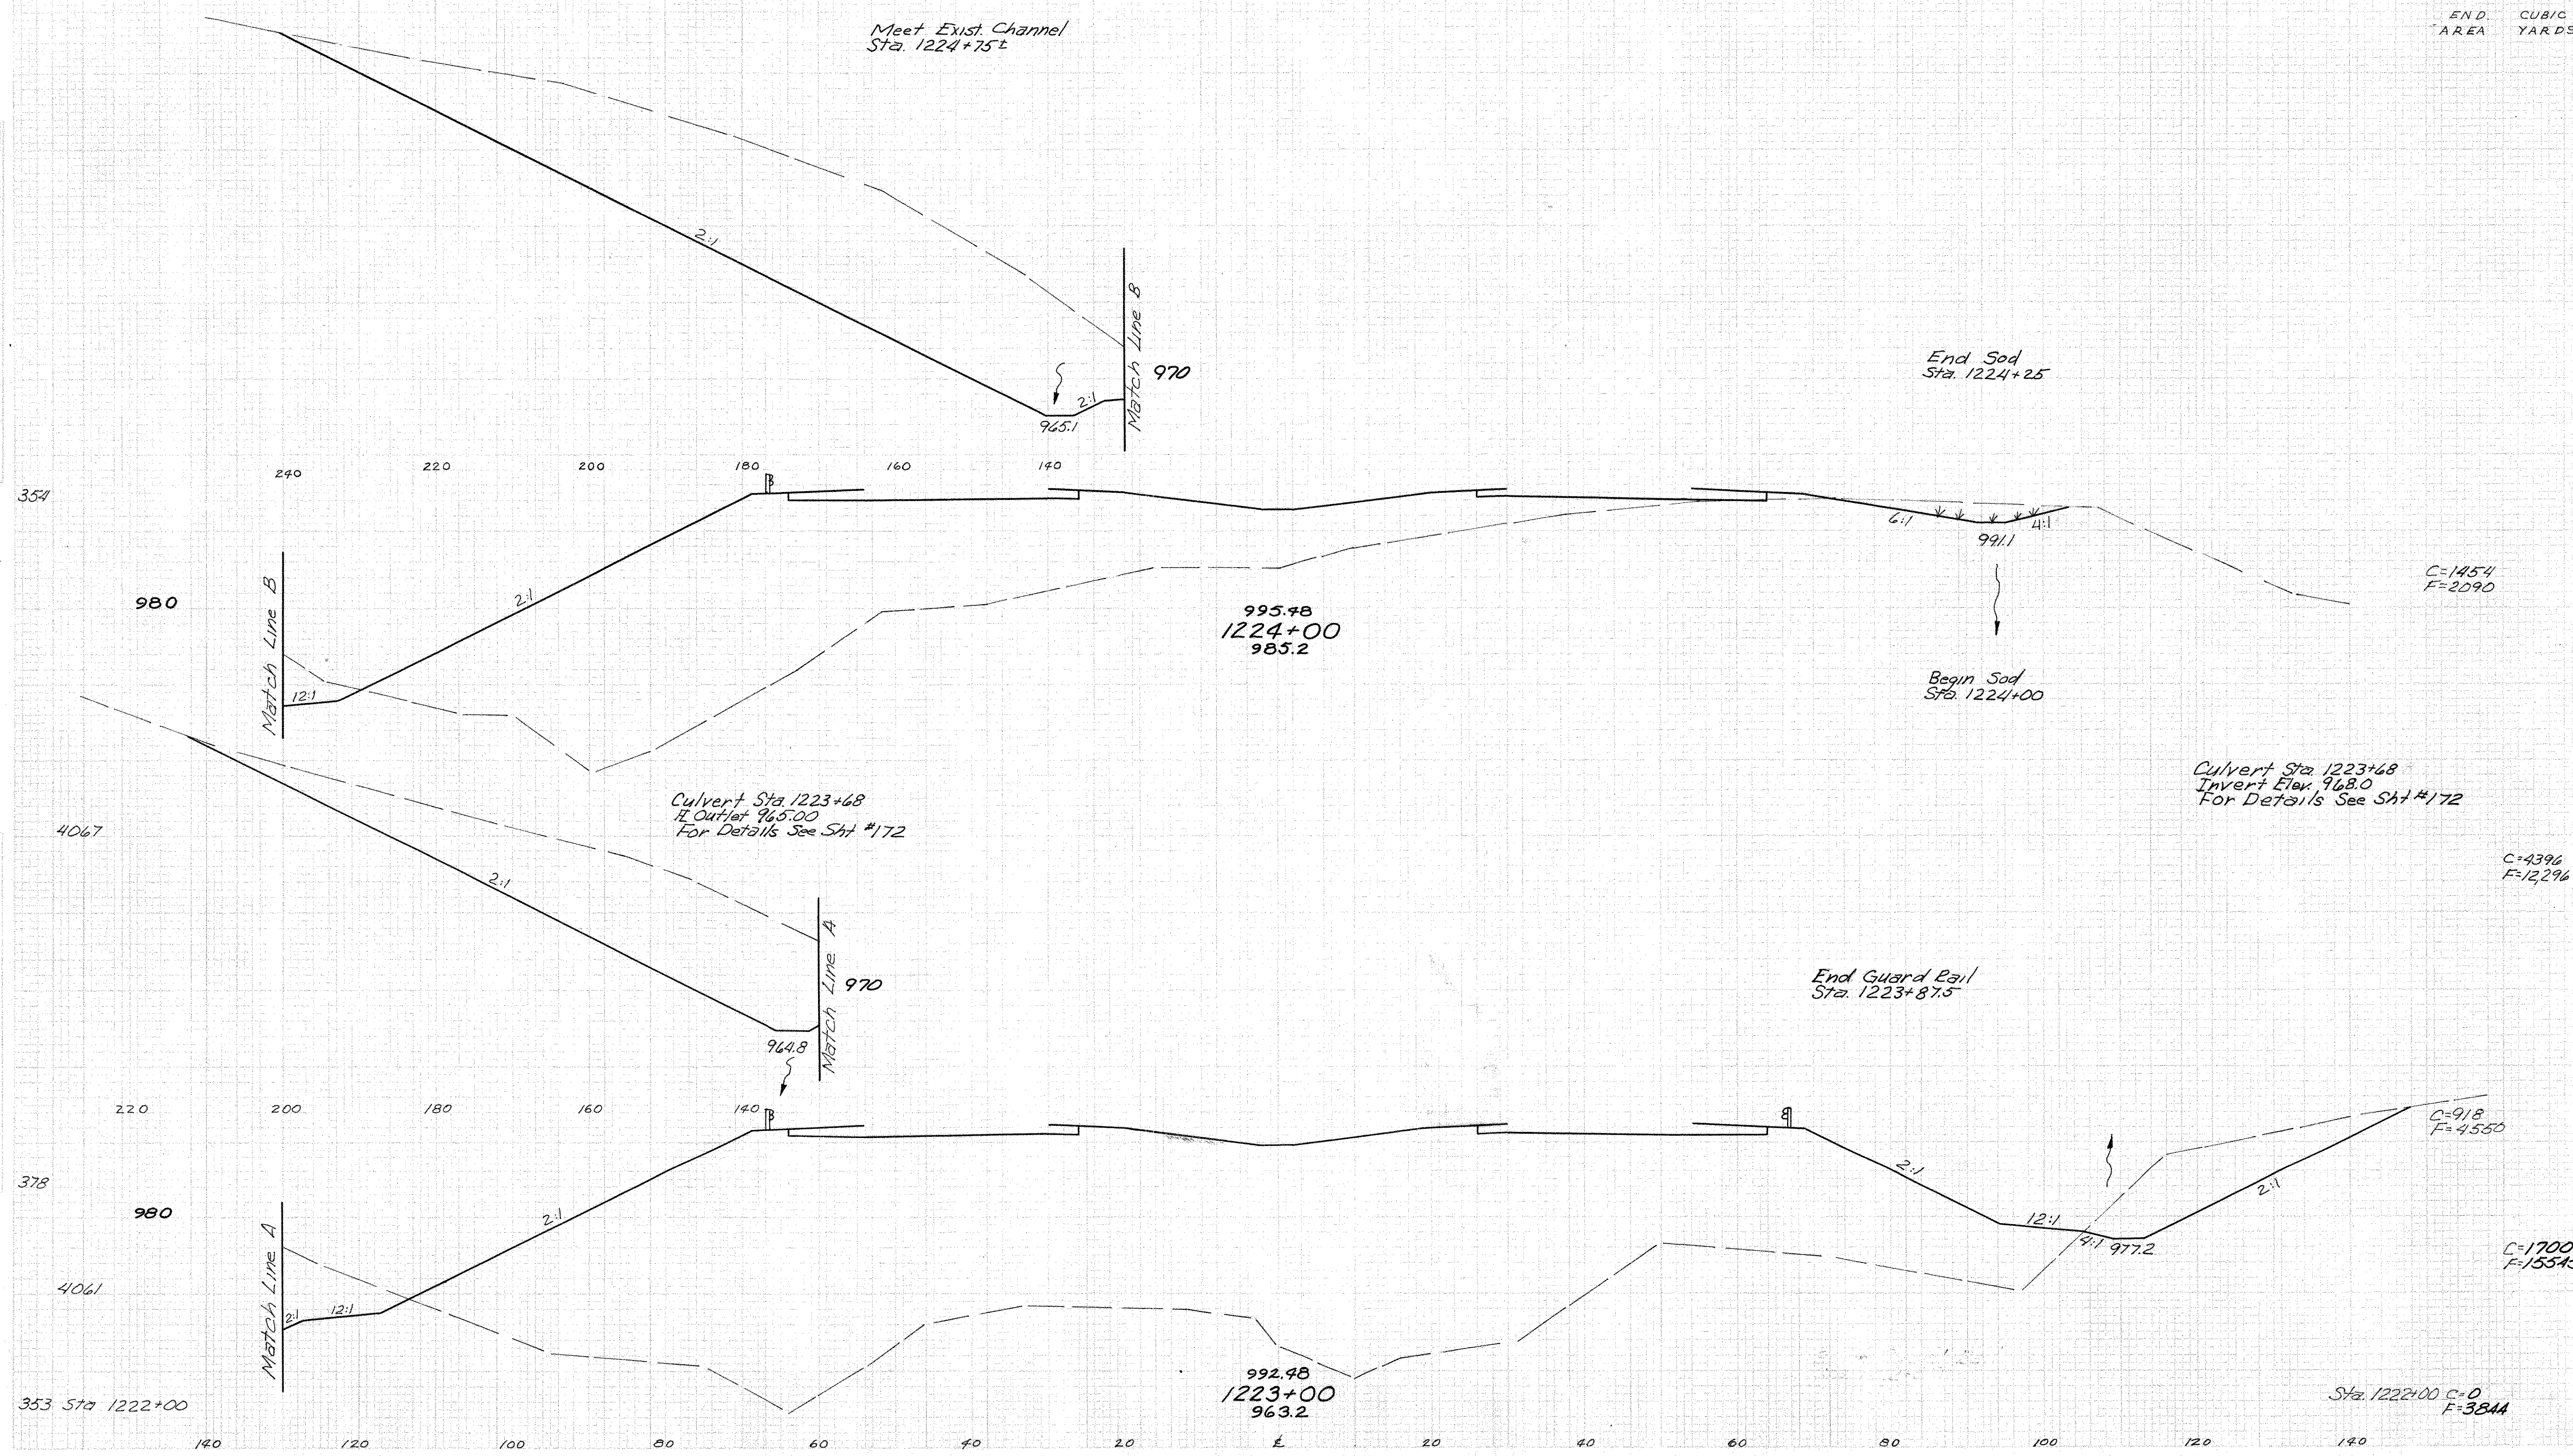 END CUBIC
AREA YARDS
Meet Exist. Channel
Sta. 1224+75±
2:1
Match Line B
970
2:1
965.1
End Sod
Sta. 1224+25
240 220 200 180 160 140
354
6:1
4:1
991.1
C=1454
F=2090
980
Match Line B
2:1
12:1
995.48
1224+00
985.2
Begin Sod
Sta. 1224+00
Culvert Sta. 1223+68
Invert Elev. 968.0
For Details See Sht #172
Culvert Sta. 1223+68
Outlet 965.00
For Details See Sht #172
4067
C=4396
F=12,296
2:1
Match Line A
970
964.8
End Guard Rail
Sta. 1223+87.5
220 200 180 160 140
C=918
F=4550
378
980
Match Line A
2:1
2:1
12:1
2:1
12:1
4:1
977.2
2:1
C=1700
4061
992.48
1223+00
963.2
353 Sta 1222+00
Sta. 1222+00 C=0
F=3844
140 120 100 80 60 40 20 ℄ 20 40 60 80 100 120 140